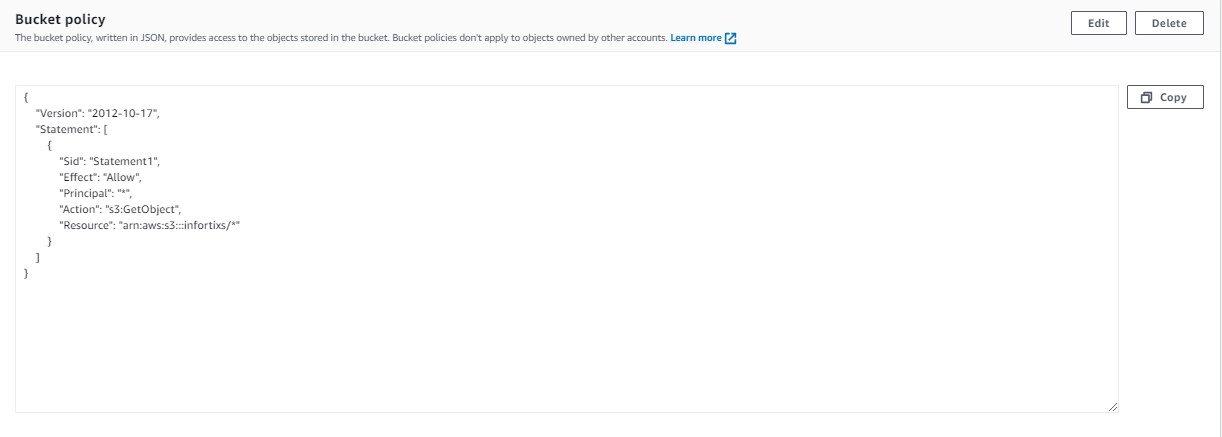 Bucket policy
Edit
Delete
The bucket policy, written in JSON, provides access to the objects stored in the bucket. Bucket policies don't apply to objects owned by other accounts. Learn more
Copy
{
"Version": "2012-10-17",
"Statement": [
{
"Sid": "Statement1",
"Effect": "Allow",
"Principal": "*",
"Action": "s3:GetObject",
"Resource": "arn:aws:s3:::infortixs/*"
}
]
}